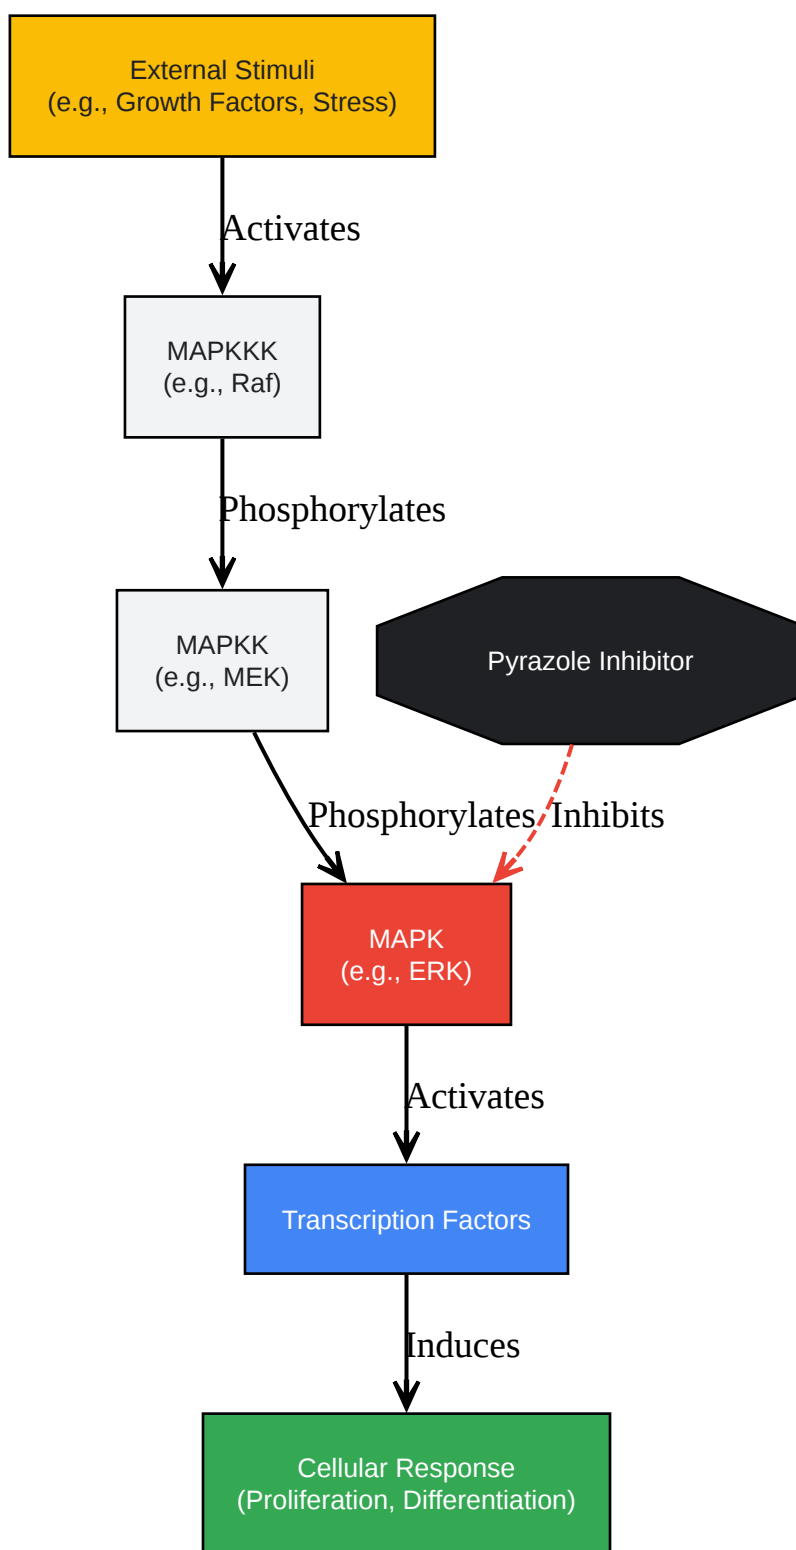 External Stimuli
(e.g., Growth Factors, Stress)
Activates
MAPKKK
(e.g., Raf)
Phosphorylates
MAPKK
(e.g., MEK)
Pyrazole Inhibitor
Phosphorylates
Inhibits
MAPK
(e.g., ERK)
Activates
Transcription Factors
Induces
Cellular Response
(Proliferation, Differentiation)